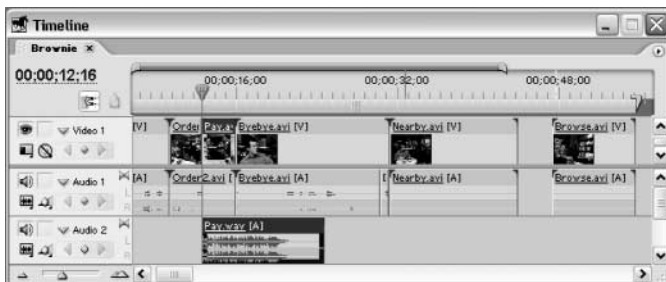 Timeline
Brownie
00;00;12;16
00;00;16;00 00;00;32;00 00;00;48;00
Video 1 [V] Order Pay.w Byebye.avi [V] Nearby.avi [V] Browse.avi [V]
Audio 1 [A] Order2.avi [ Byebye.avi [A] [ Nearby.avi [A] Browse.avi [A]
L
R
Audio 2 Pay.wav [A]
L
R